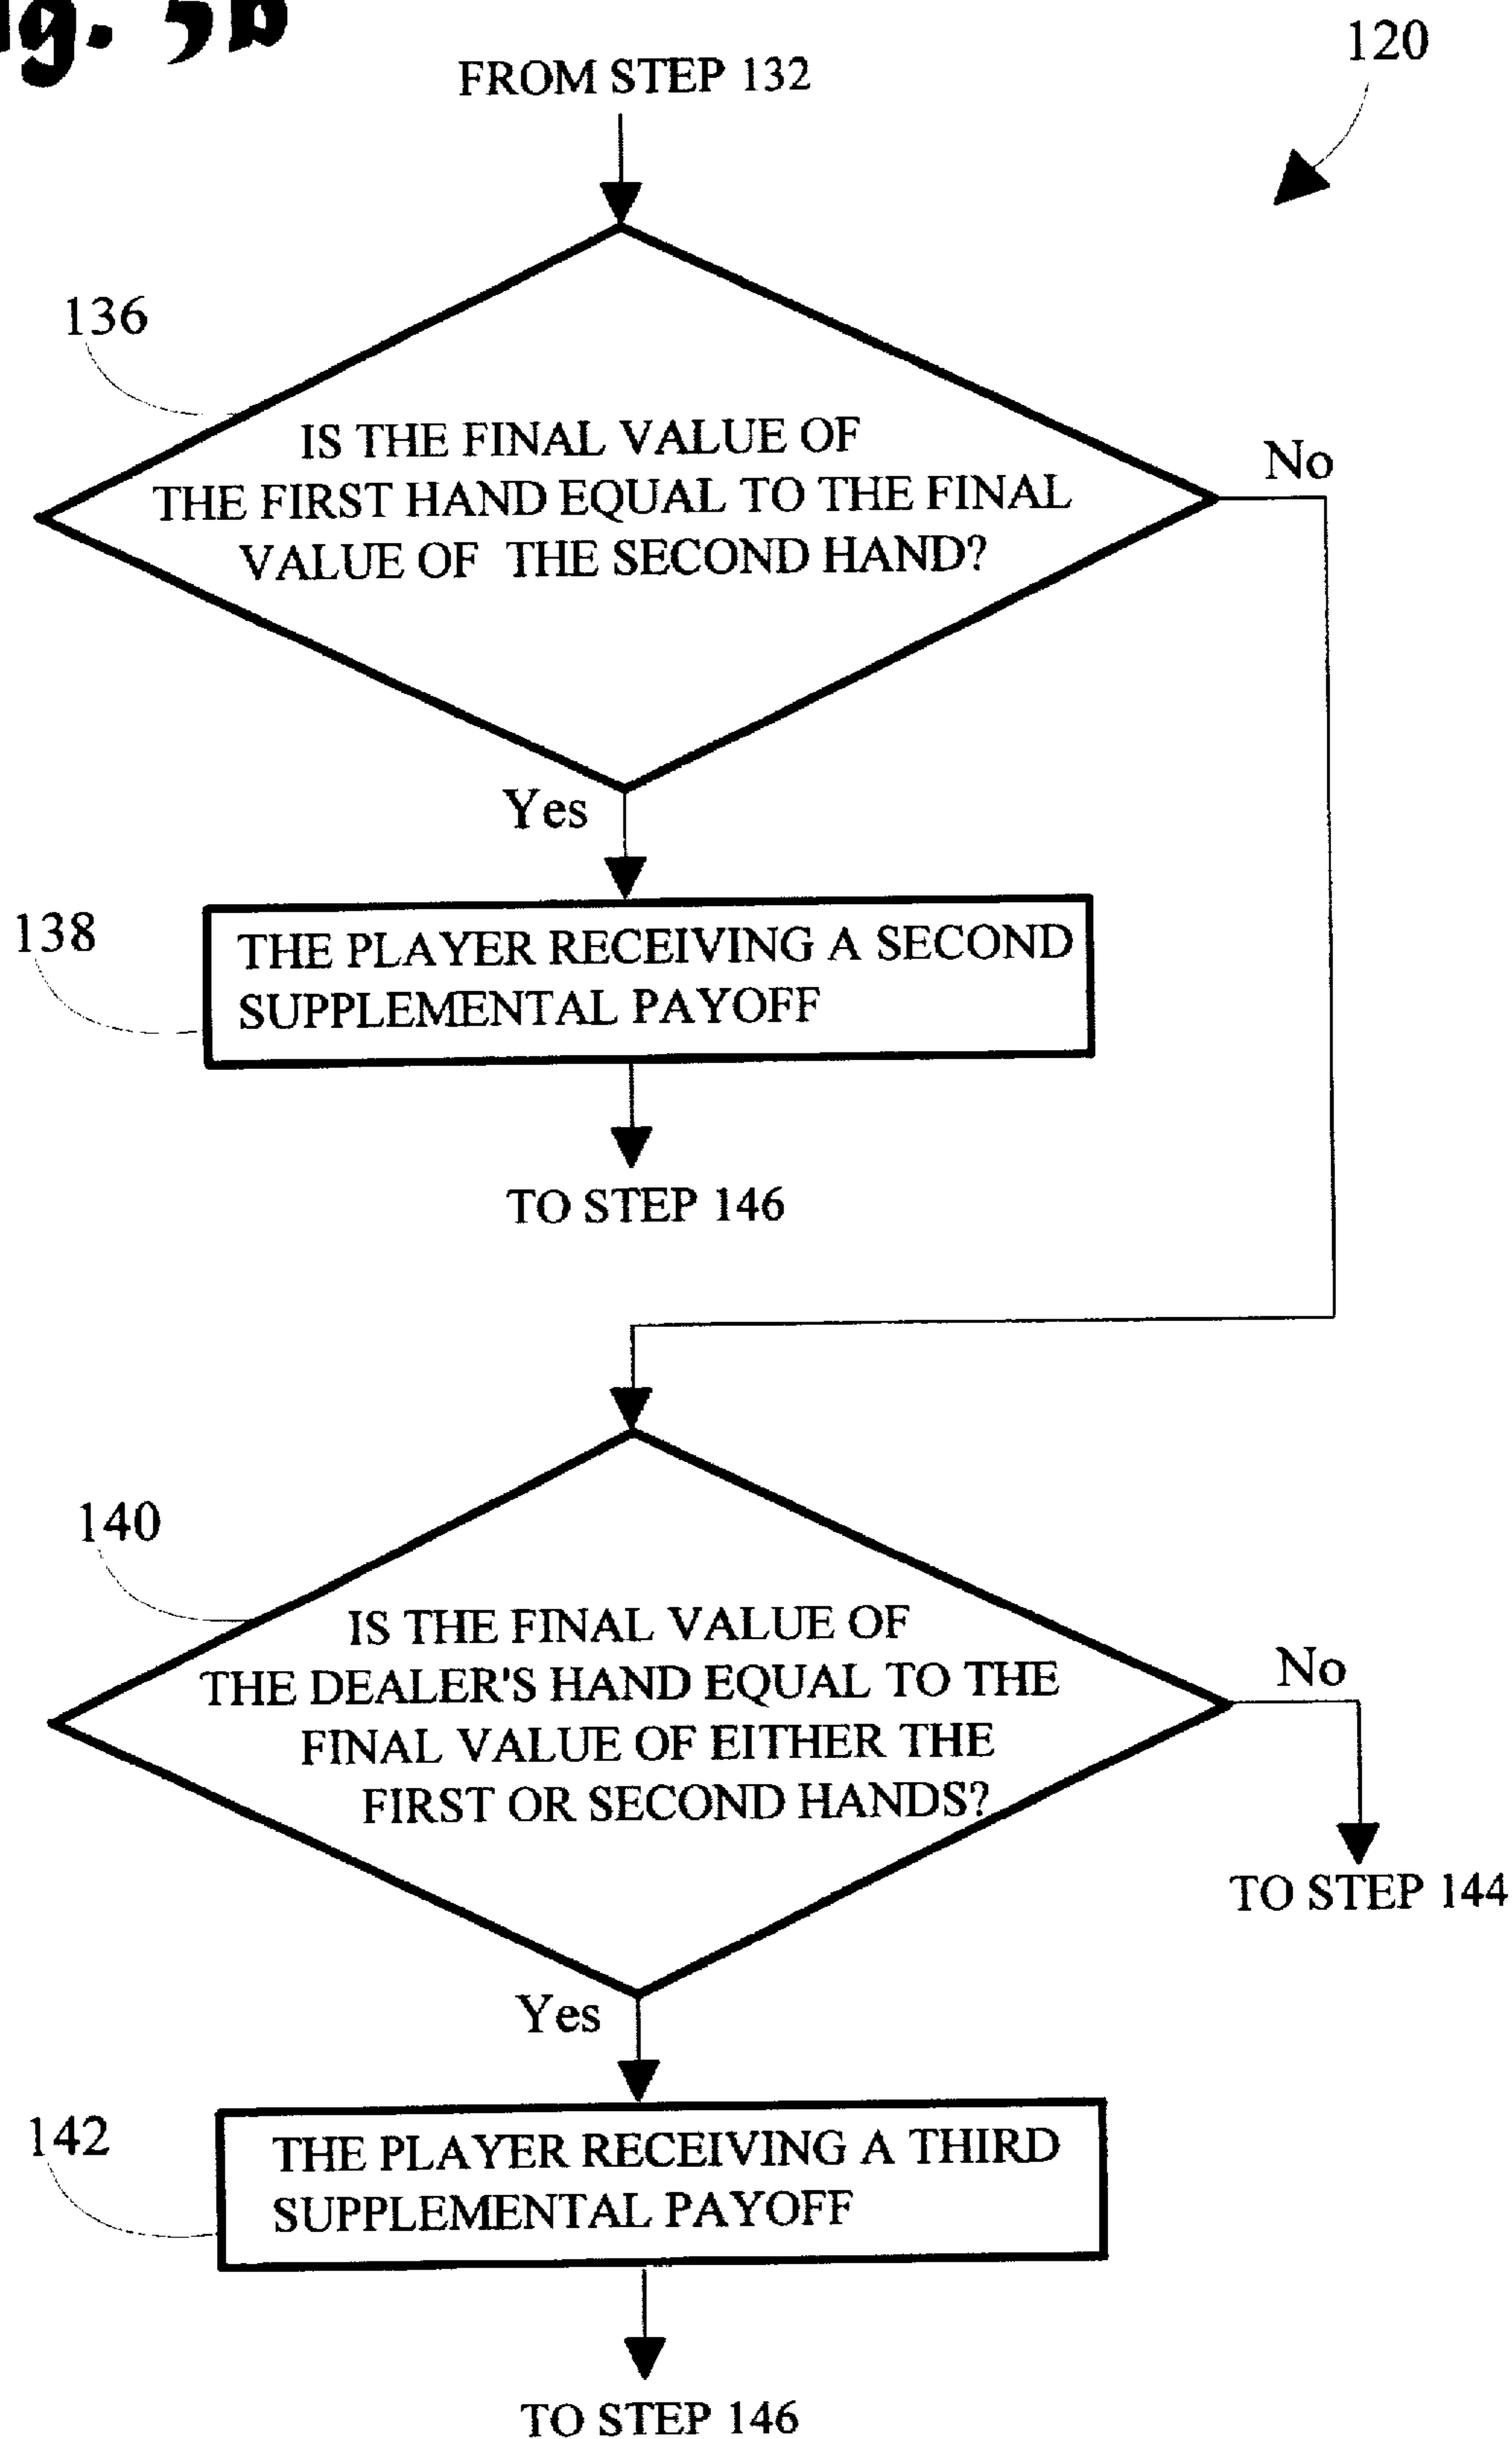 g. 5b
120
FROM STEP 132
136
IS THE FINAL VALUE OF
THE FIRST HAND EQUAL TO THE FINAL
VALUE OF THE SECOND HAND?
No
Yes
138
THE PLAYER RECEIVING A SECOND
SUPPLEMENTAL PAYOFF
TO STEP 146
140
IS THE FINAL VALUE OF
THE DEALER'S HAND EQUAL TO THE
FINAL VALUE OF EITHER THE
FIRST OR SECOND HANDS?
No
TO STEP 144
Yes
142
THE PLAYER RECEIVING A THIRD
SUPPLEMENTAL PAYOFF
TO STEP 146